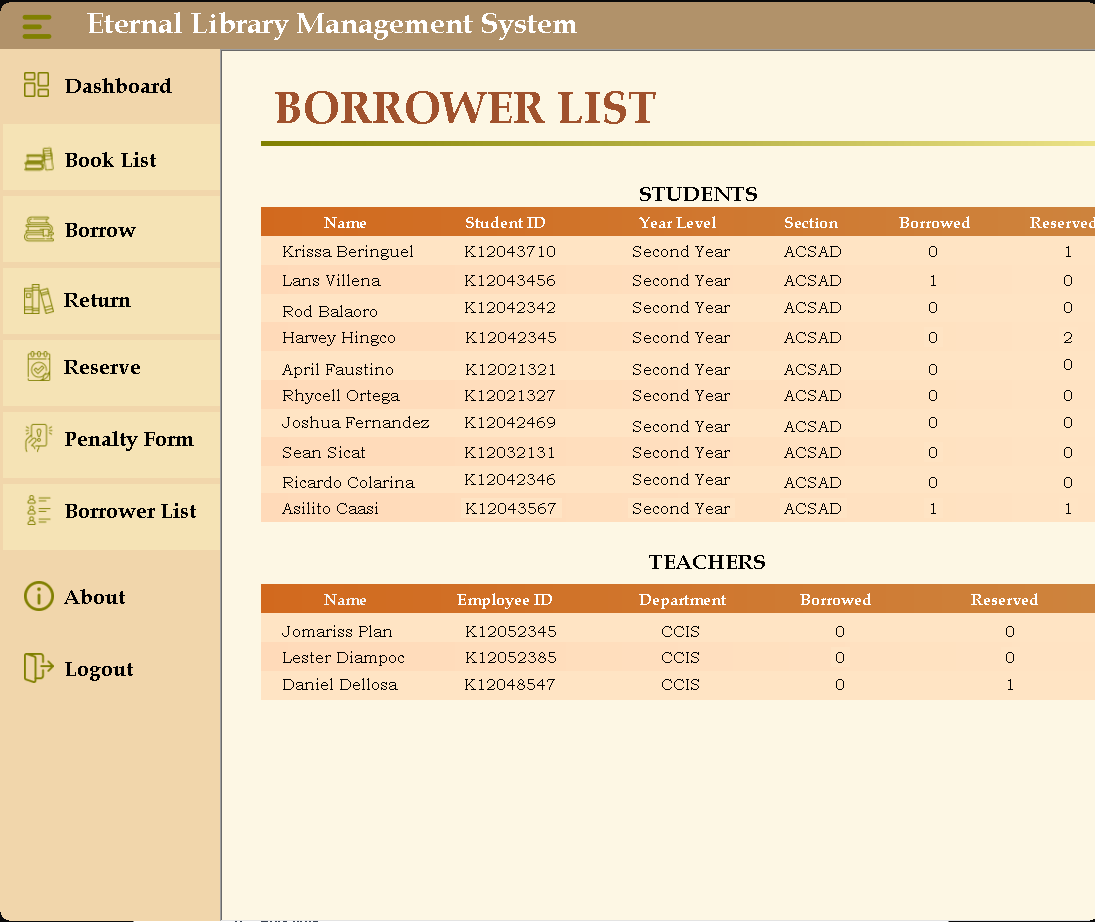 Eternal Library Management System
Dashboard
Book List
Borrow
Return
Reserve
Penalty Form
Borrower List
About
Logout
BORROWER LIST
STUDENTS
Name Student ID Year Level Section Borrowed Reserved
Krissa Beringuel K12043710 Second Year ACSAD 0 1
Lans Villena K12043456 Second Year ACSAD 1 0
Rod Balaoro K12042342 Second Year ACSAD 0 0
Harvey Hingco K12042345 Second Year ACSAD 0 2
April Faustino K12021321 Second Year ACSAD 0 0
Rhycell Ortega K12021327 Second Year ACSAD 0 0
Joshua Fernandez K12042469 Second Year ACSAD 0 0
Sean Sicat K12032131 Second Year ACSAD 0 0
Ricardo Colarina K12042346 Second Year ACSAD 0 0
Asilito Caasi K12043567 Second Year ACSAD 1 1
TEACHERS
Name Employee ID Department Borrowed Reserved
Jomariss Plan K12052345 CCIS 0 0
Lester Diampoc K12052385 CCIS 0 0
Daniel Dellosa K12048547 CCIS 0 1